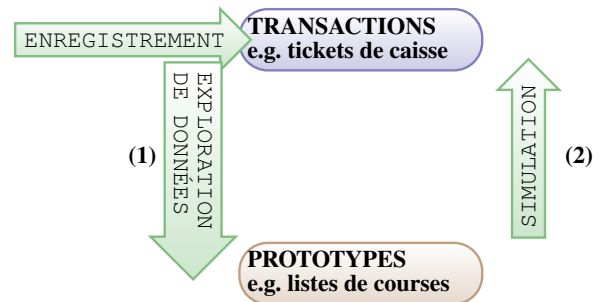 ENREGISTREMENT
TRANSACTIONS
e.g. tickets de caisse
EXPLORATION
DE DONNÉES
(1)
SIMULATION
(2)
PROTOTYPES
e.g. listes de courses